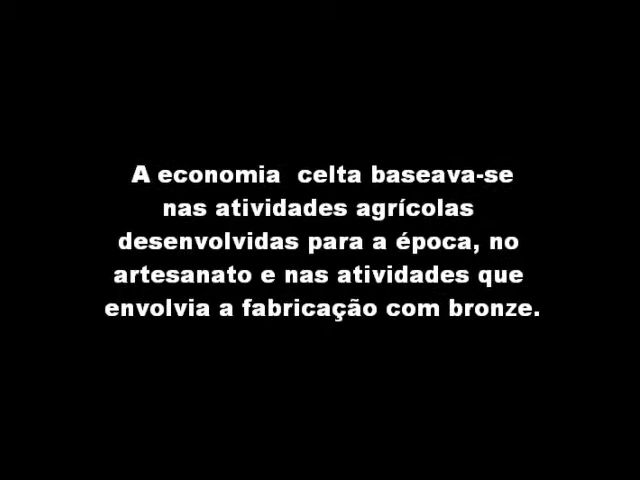 A economia  celta baseava-se
nas atividades agrícolas
desenvolvidas para a época, no
artesanato e nas atividades que
envolvia a fabricação com bronze.